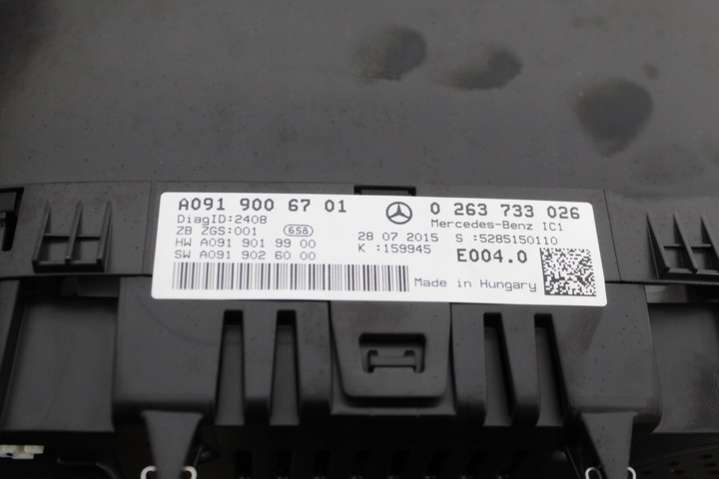 A091 900 67 01
0 263 733 026
DiagID:2408
Mercedes-Benz IC1
ZB ZGS:001
658
28 07 2015
S :5285150110
HW A091 901 99 00
K :159945
E004.0
SW A091 902 60 00
Made in Hungary